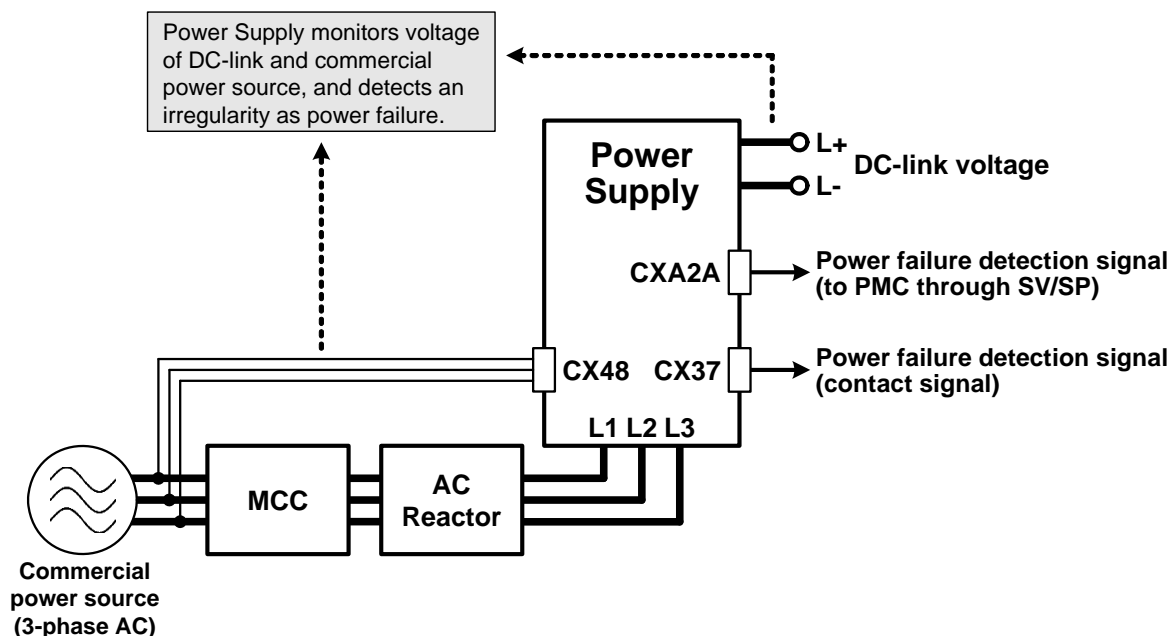 Power Supply monitors voltage
of DC-link and commercial
power source, and detects an
irregularity as power failure.
Power
Supply
L+
L-
DC-link voltage
CXA2A
Power failure detection signal
(to PMC through SV/SP)
CX48
CX37
Power failure detection signal
(contact signal)
L1 L2 L3
MCC
AC
Reactor
Commercial
power source
(3-phase AC)